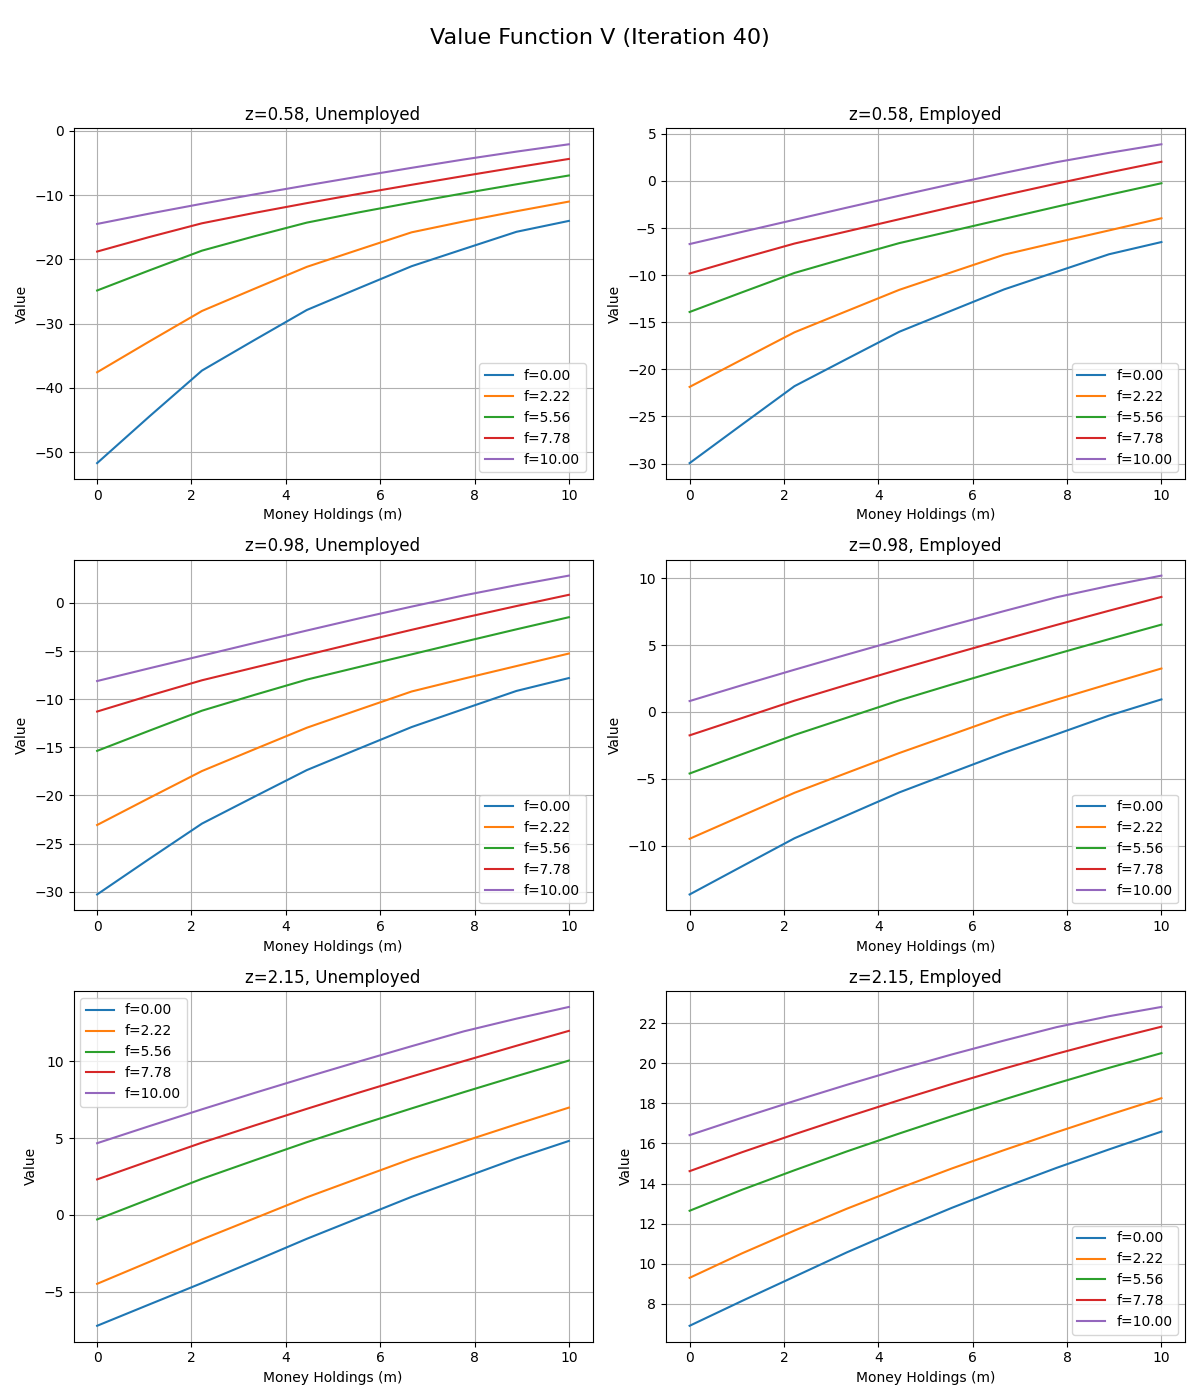 Value Function V (Iteration 40)
z=0.58, Unemployed
Value
0
−10
−20
−30
−40
−50
f=0.00
f=2.22
f=5.56
f=7.78
f=10.00
0 2 4 6 8 10
Money Holdings (m)
z=0.58, Employed
Value
5
0
−5
−10
−15
−20
−25
−30
f=0.00
f=2.22
f=5.56
f=7.78
f=10.00
0 2 4 6 8 10
Money Holdings (m)
z=0.98, Unemployed
Value
0
−5
−10
−15
−20
−25
−30
f=0.00
f=2.22
f=5.56
f=7.78
f=10.00
0 2 4 6 8 10
Money Holdings (m)
z=0.98, Employed
Value
10
5
0
−5
−10
f=0.00
f=2.22
f=5.56
f=7.78
f=10.00
0 2 4 6 8 10
Money Holdings (m)
z=2.15, Unemployed
Value
10
5
0
−5
f=0.00
f=2.22
f=5.56
f=7.78
f=10.00
0 2 4 6 8 10
Money Holdings (m)
z=2.15, Employed
Value
22
20
18
16
14
12
10
8
f=0.00
f=2.22
f=5.56
f=7.78
f=10.00
0 2 4 6 8 10
Money Holdings (m)